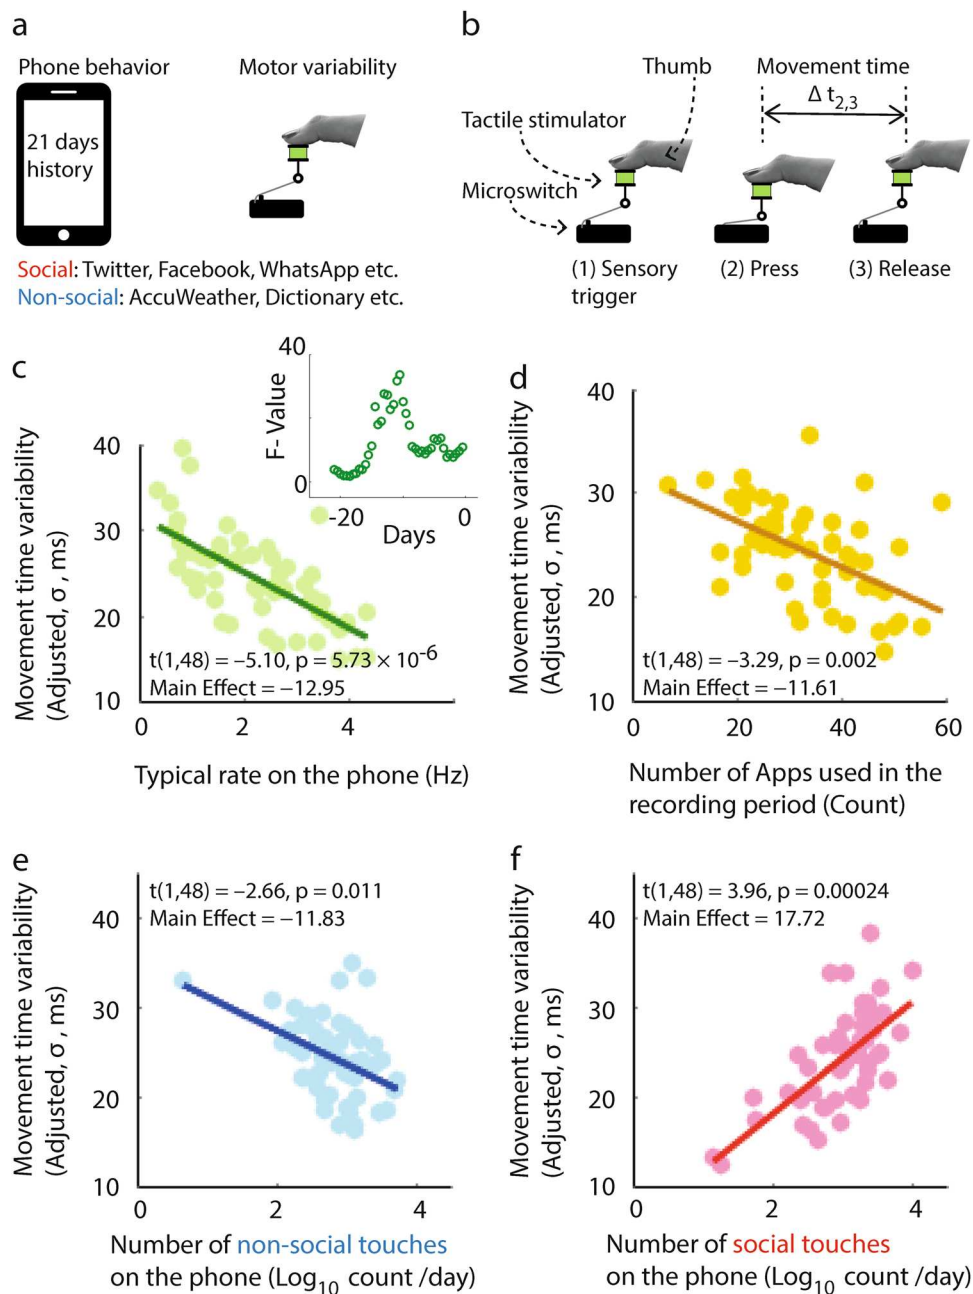 a
Phone behavior
Motor variability
21 days
history
Social: Twitter, Facebook, WhatsApp etc.
Non-social: AccuWeather, Dictionary etc.
b
Thumb
Movement time
Δ t2,3
Tactile stimulator
Microswitch
(1) Sensory
trigger
(2) Press
(3) Release
c
Movement time variability
(Adjusted, σ , ms)
40
30
20
10
0
2
4
t(1,48) = −5.10, p = 5.73 × 10⁻⁶
Main Effect = −12.95
Typical rate on the phone (Hz)
F- Value
40
0
-20
0
Days
d
Movement time variability
(Adjusted, σ , ms)
40
30
20
10
0
20
40
60
t(1,48) = −3.29, p = 0.002
Main Effect = −11.61
Number of Apps used in the
recording period (Count)
e
Movement time variability
(Adjusted, σ , ms)
t(1,48) = −2.66, p = 0.011
Main Effect = −11.83
40
30
20
10
0
2
4
Number of non-social touches
on the phone (Log10 count /day)
f
Movement time variability
(Adjusted, σ , ms)
t(1,48) = 3.96, p = 0.00024
Main Effect = 17.72
40
30
20
10
0
2
4
Number of social touches
on the phone (Log10 count /day)